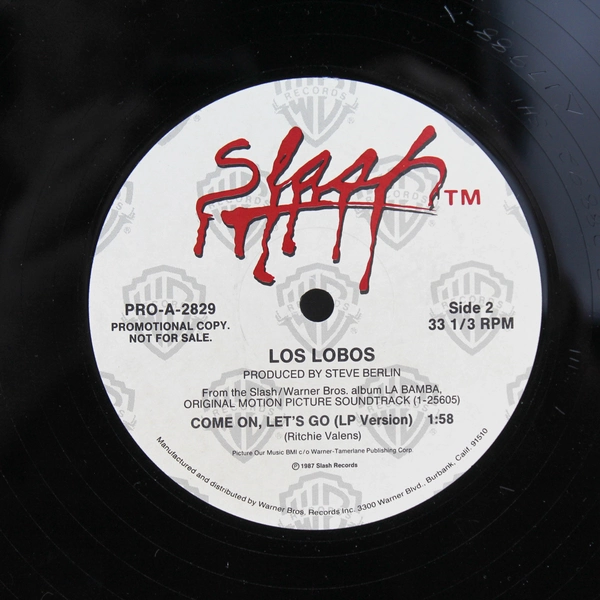 Slash TM
PRO-A-2829
PROMOTIONAL COPY.
NOT FOR SALE.
Side 2
33 1/3 RPM
LOS LOBOS
PRODUCED BY STEVE BERLIN
From the Slash/Warner Bros. album LA BAMBA,
ORIGINAL MOTION PICTURE SOUNDTRACK (1-25605)
COME ON, LET'S GO (LP Version) 1:58
(Ritchie Valens)
Picture Our Music BMI c/o Warner-Tamerlane Publishing Corp.
℗ 1987 Slash Records
Manufactured and distributed by Warner Bros. Records Inc. 3300 Warner Blvd., Burbank, Calif. 91510